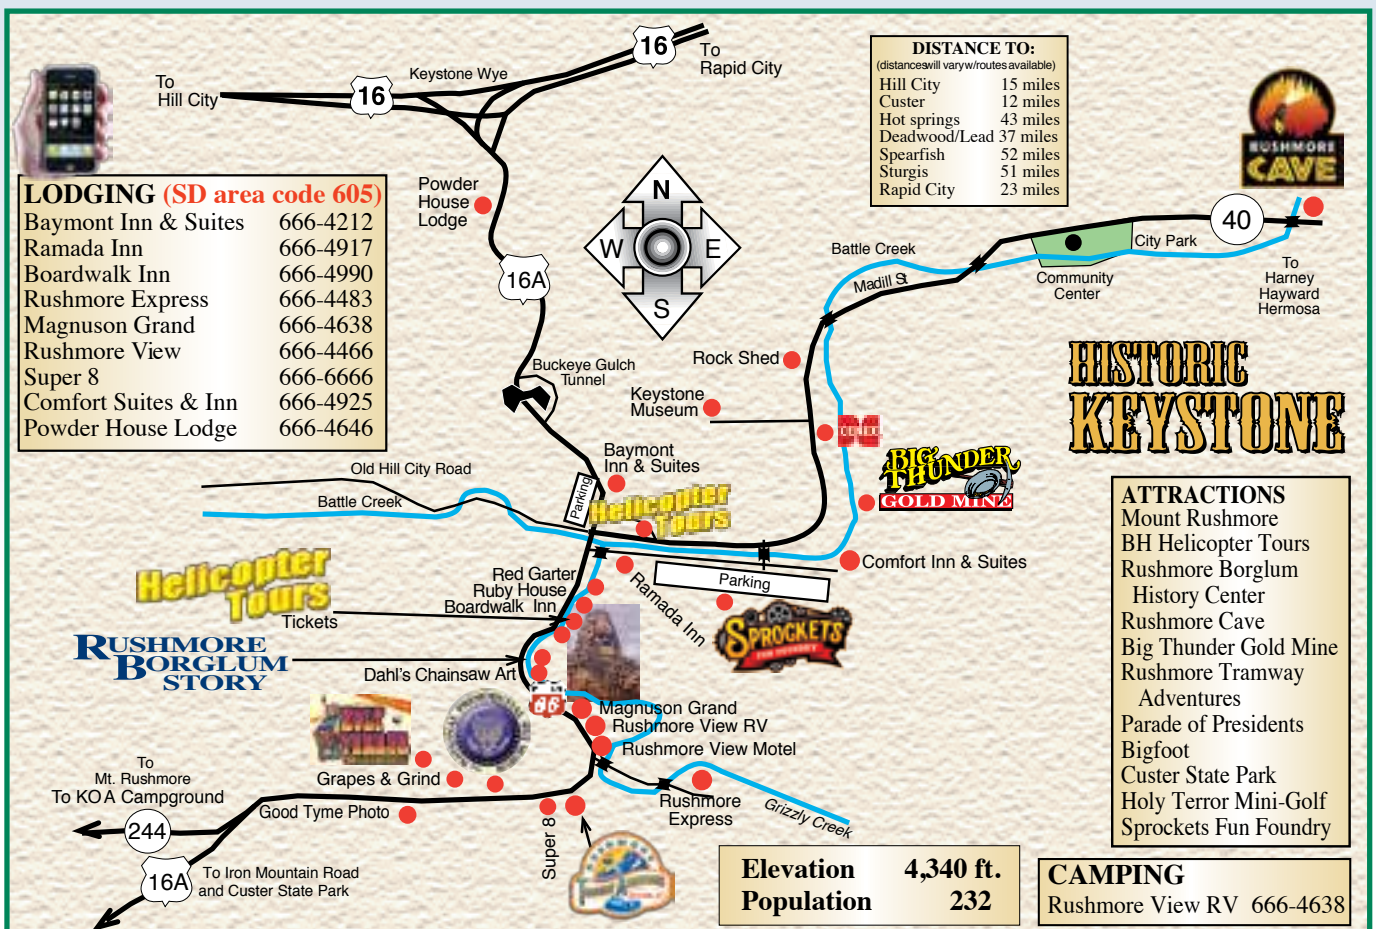 16
To
Rapid City
To
Hill City
16
Keystone Wye
DISTANCE TO:
(distances will vary w/routes available)
Hill City 15 miles
Custer 12 miles
Hot springs 43 miles
Deadwood/Lead 37 miles
Spearfish 52 miles
Sturgis 51 miles
Rapid City 23 miles
RUSHMORE
CAVE
LODGING (SD area code 605)
Baymont Inn & Suites 666-4212
Ramada Inn 666-4917
Boardwalk Inn 666-4990
Rushmore Express 666-4483
Magnuson Grand 666-4638
Rushmore View 666-4466
Super 8 666-6666
Comfort Suites & Inn 666-4925
Powder House Lodge 666-4646
Powder
House
Lodge
N
W E
S
16A
40
Battle Creek
Madill St
City Park
Community
Center
To
Harney
Hayward
Hermosa
Buckeye Gulch
Tunnel
Rock Shed
Keystone
Museum
HISTORIC
KEYSTONE
Baymont
Inn & Suites
Parking
Helicopter
Tours
BIG
THUNDER
GOLD MINE
Old Hill City Road
Battle Creek
Comfort Inn & Suites
Parking
Ramada Inn
SPROCKETS
FUN FOUNDRY
Helicopter
Tours
Tickets
Red Garter
Ruby House
Boardwalk Inn
RUSHMORE
BORGLUM
STORY
Dahl's Chainsaw Art
Magnuson Grand
Rushmore View RV
Rushmore View Motel
Grapes & Grind
Good Tyme Photo
To
Mt. Rushmore
To KOA Campground
244
16A
To Iron Mountain Road
and Custer State Park
Super 8
Rushmore
Express
Grizzly Creek
ATTRACTIONS
Mount Rushmore
BH Helicopter Tours
Rushmore Borglum
History Center
Rushmore Cave
Big Thunder Gold Mine
Rushmore Tramway
Adventures
Parade of Presidents
Bigfoot
Custer State Park
Holy Terror Mini-Golf
Sprockets Fun Foundry
Elevation 4,340 ft.
Population 232
CAMPING
Rushmore View RV 666-4638